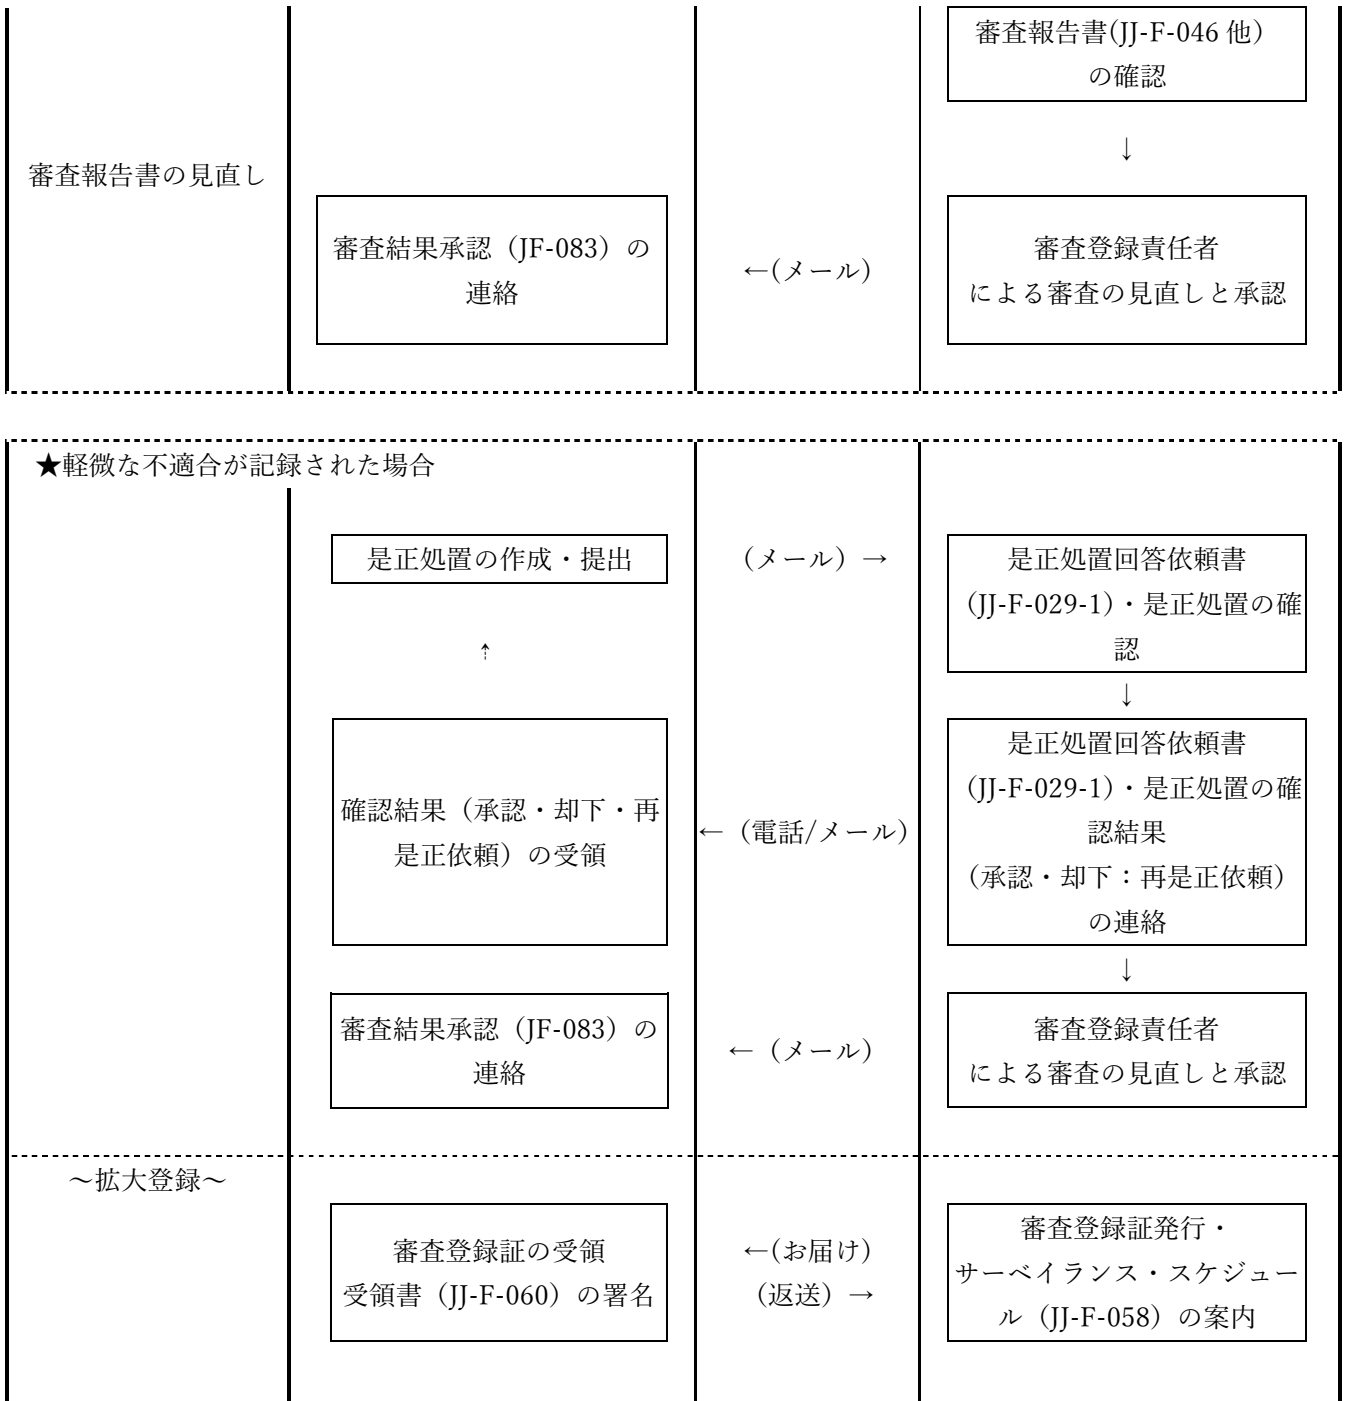 審査報告書(JJ-F-046 他)
の確認
↓
審査報告書の見直し
審査結果承認（JF-083）の
連絡
←(メール)
審査登録責任者
による審査の見直しと承認
★軽微な不適合が記録された場合
是正処置の作成・提出
（メール）→
是正処置回答依頼書
(JJ-F-029-1)・是正処置の確
認
⇡
↓
確認結果（承認・却下・再
是正依頼）の受領
←（電話/メール）
是正処置回答依頼書
(JJ-F-029-1)・是正処置の確
認結果
（承認・却下：再是正依頼）
の連絡
↓
審査結果承認（JF-083）の
連絡
←（メール）
審査登録責任者
による審査の見直しと承認
～拡大登録～
審査登録証の受領
受領書（JJ-F-060）の署名
←(お届け)
（返送）→
審査登録証発行・
サーベイランス・スケジュー
ル（JJ-F-058）の案内